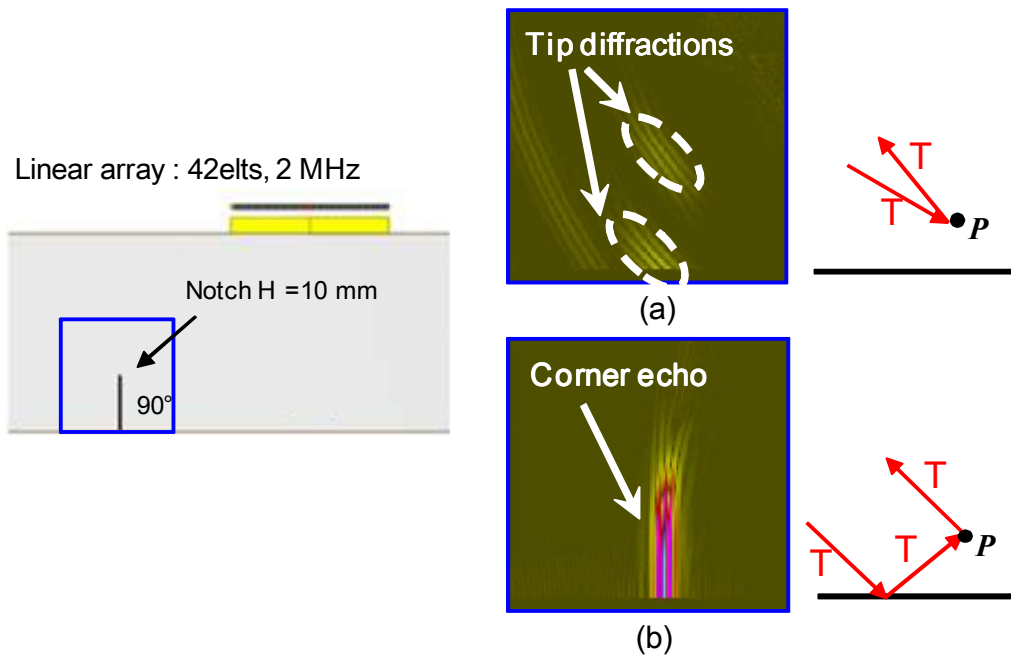 Linear array : 42elts, 2 MHz
Notch H =10 mm
90°
Tip diffractions
T
T
P
(a)
Corner echo
T
T
T
P
(b)